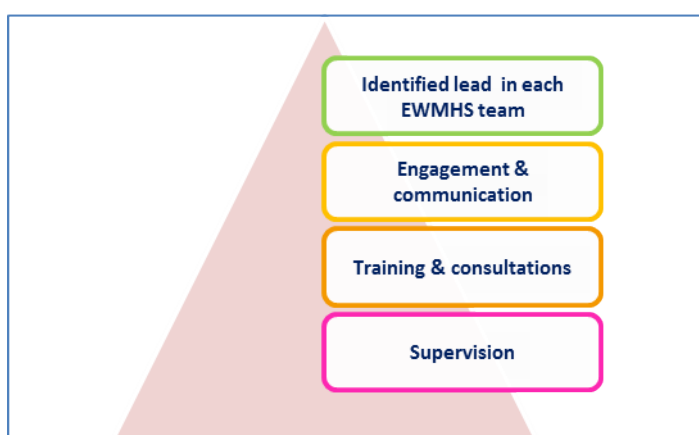 Identified lead in each
EWMHS team
Engagement &
communication
Training & consultations
Supervision